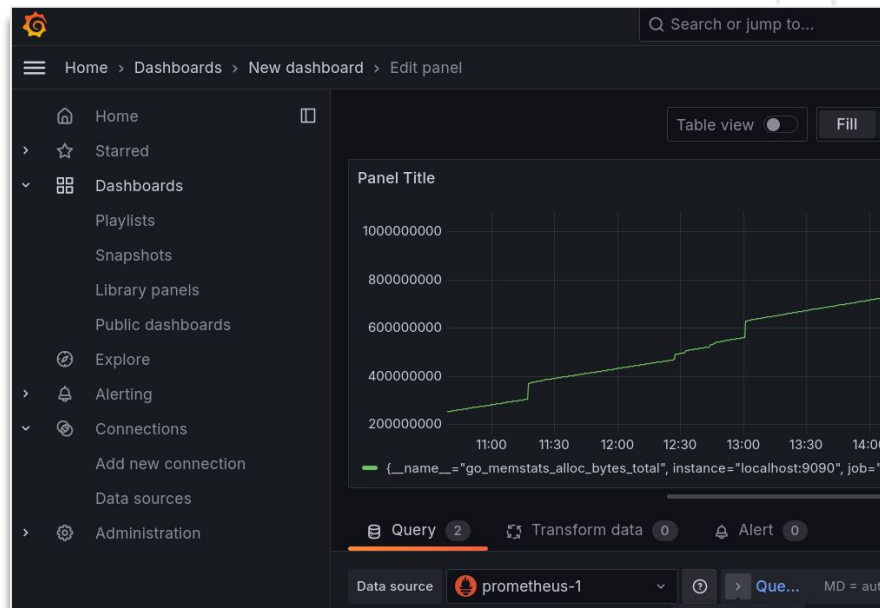 Search or jump to...
Home › Dashboards › New dashboard › Edit panel
Home
Starred
Dashboards
Playlists
Snapshots
Library panels
Public dashboards
Explore
Alerting
Connections
Add new connection
Data sources
Administration
Table view Fill
Panel Title
1000000000
800000000
600000000
400000000
200000000
11:00 11:30 12:00 12:30 13:00 13:30 14:00
{__name__="go_memstats_alloc_bytes_total", instance="localhost:9090", job="
Query 2 Transform data 0 Alert 0
Data source prometheus-1 Que... MD = aut